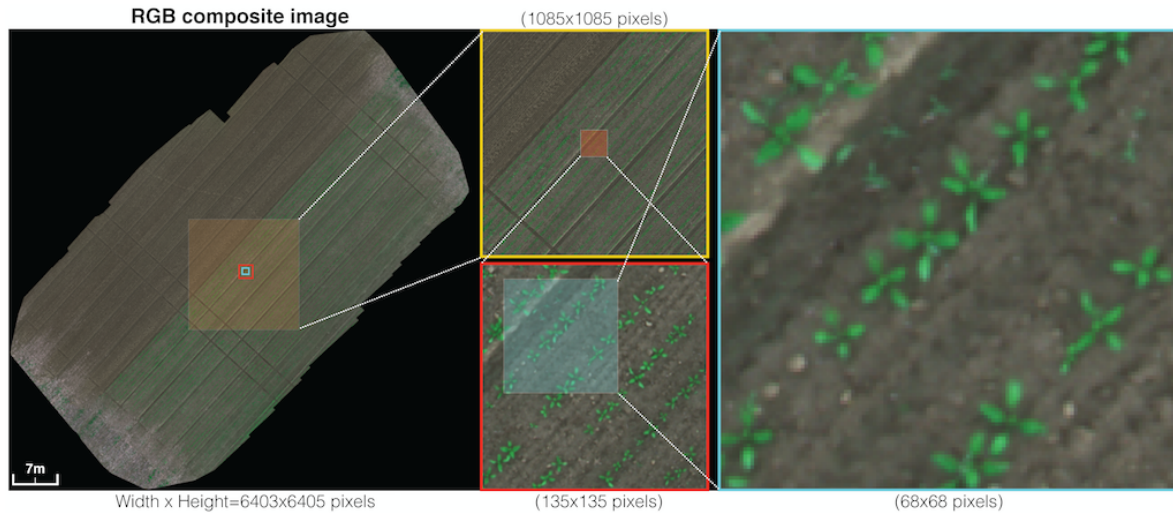 RGB composite image
(1085x1085 pixels)
7m
Width x Height=6403x6405 pixels
(135x135 pixels)
(68x68 pixels)